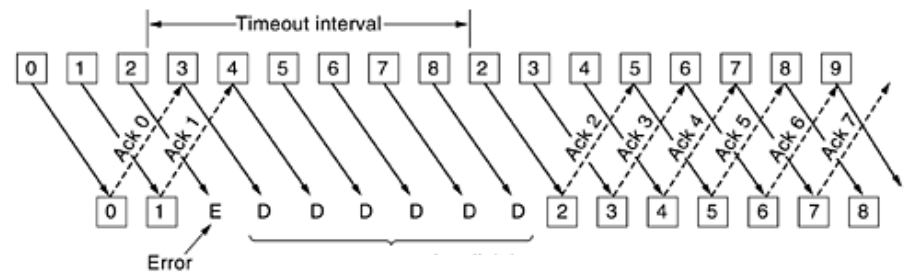 Timeout interval
0 1 2 3 4 5 6 7 8 2 3 4 5 6 7 8 9
Ack 0 Ack 1 Ack 2 Ack 3 Ack 4 Ack 5 Ack 6 Ack 7
0 1 E D D D D D D 2 3 4 5 6 7 8
Error